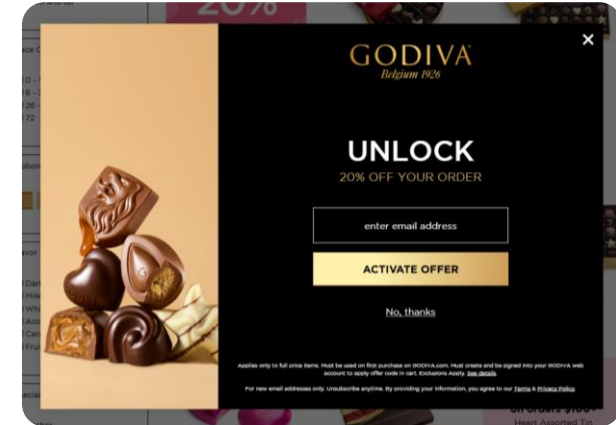 20%
GODIVA
Belgium 1926
UNLOCK
20% OFF YOUR ORDER
enter email address
ACTIVATE OFFER
No, thanks
Applies only to full price items. Must be used on first purchase on GODIVA.com. Must create and be signed into your GODIVA web
account to apply offer code in cart. Exclusions Apply. See details.
For new email addresses only. Unsubscribe anytime. By providing your information, you agree to our Terms & Privacy Policy.
on orders $100+
Heart Assorted Tin